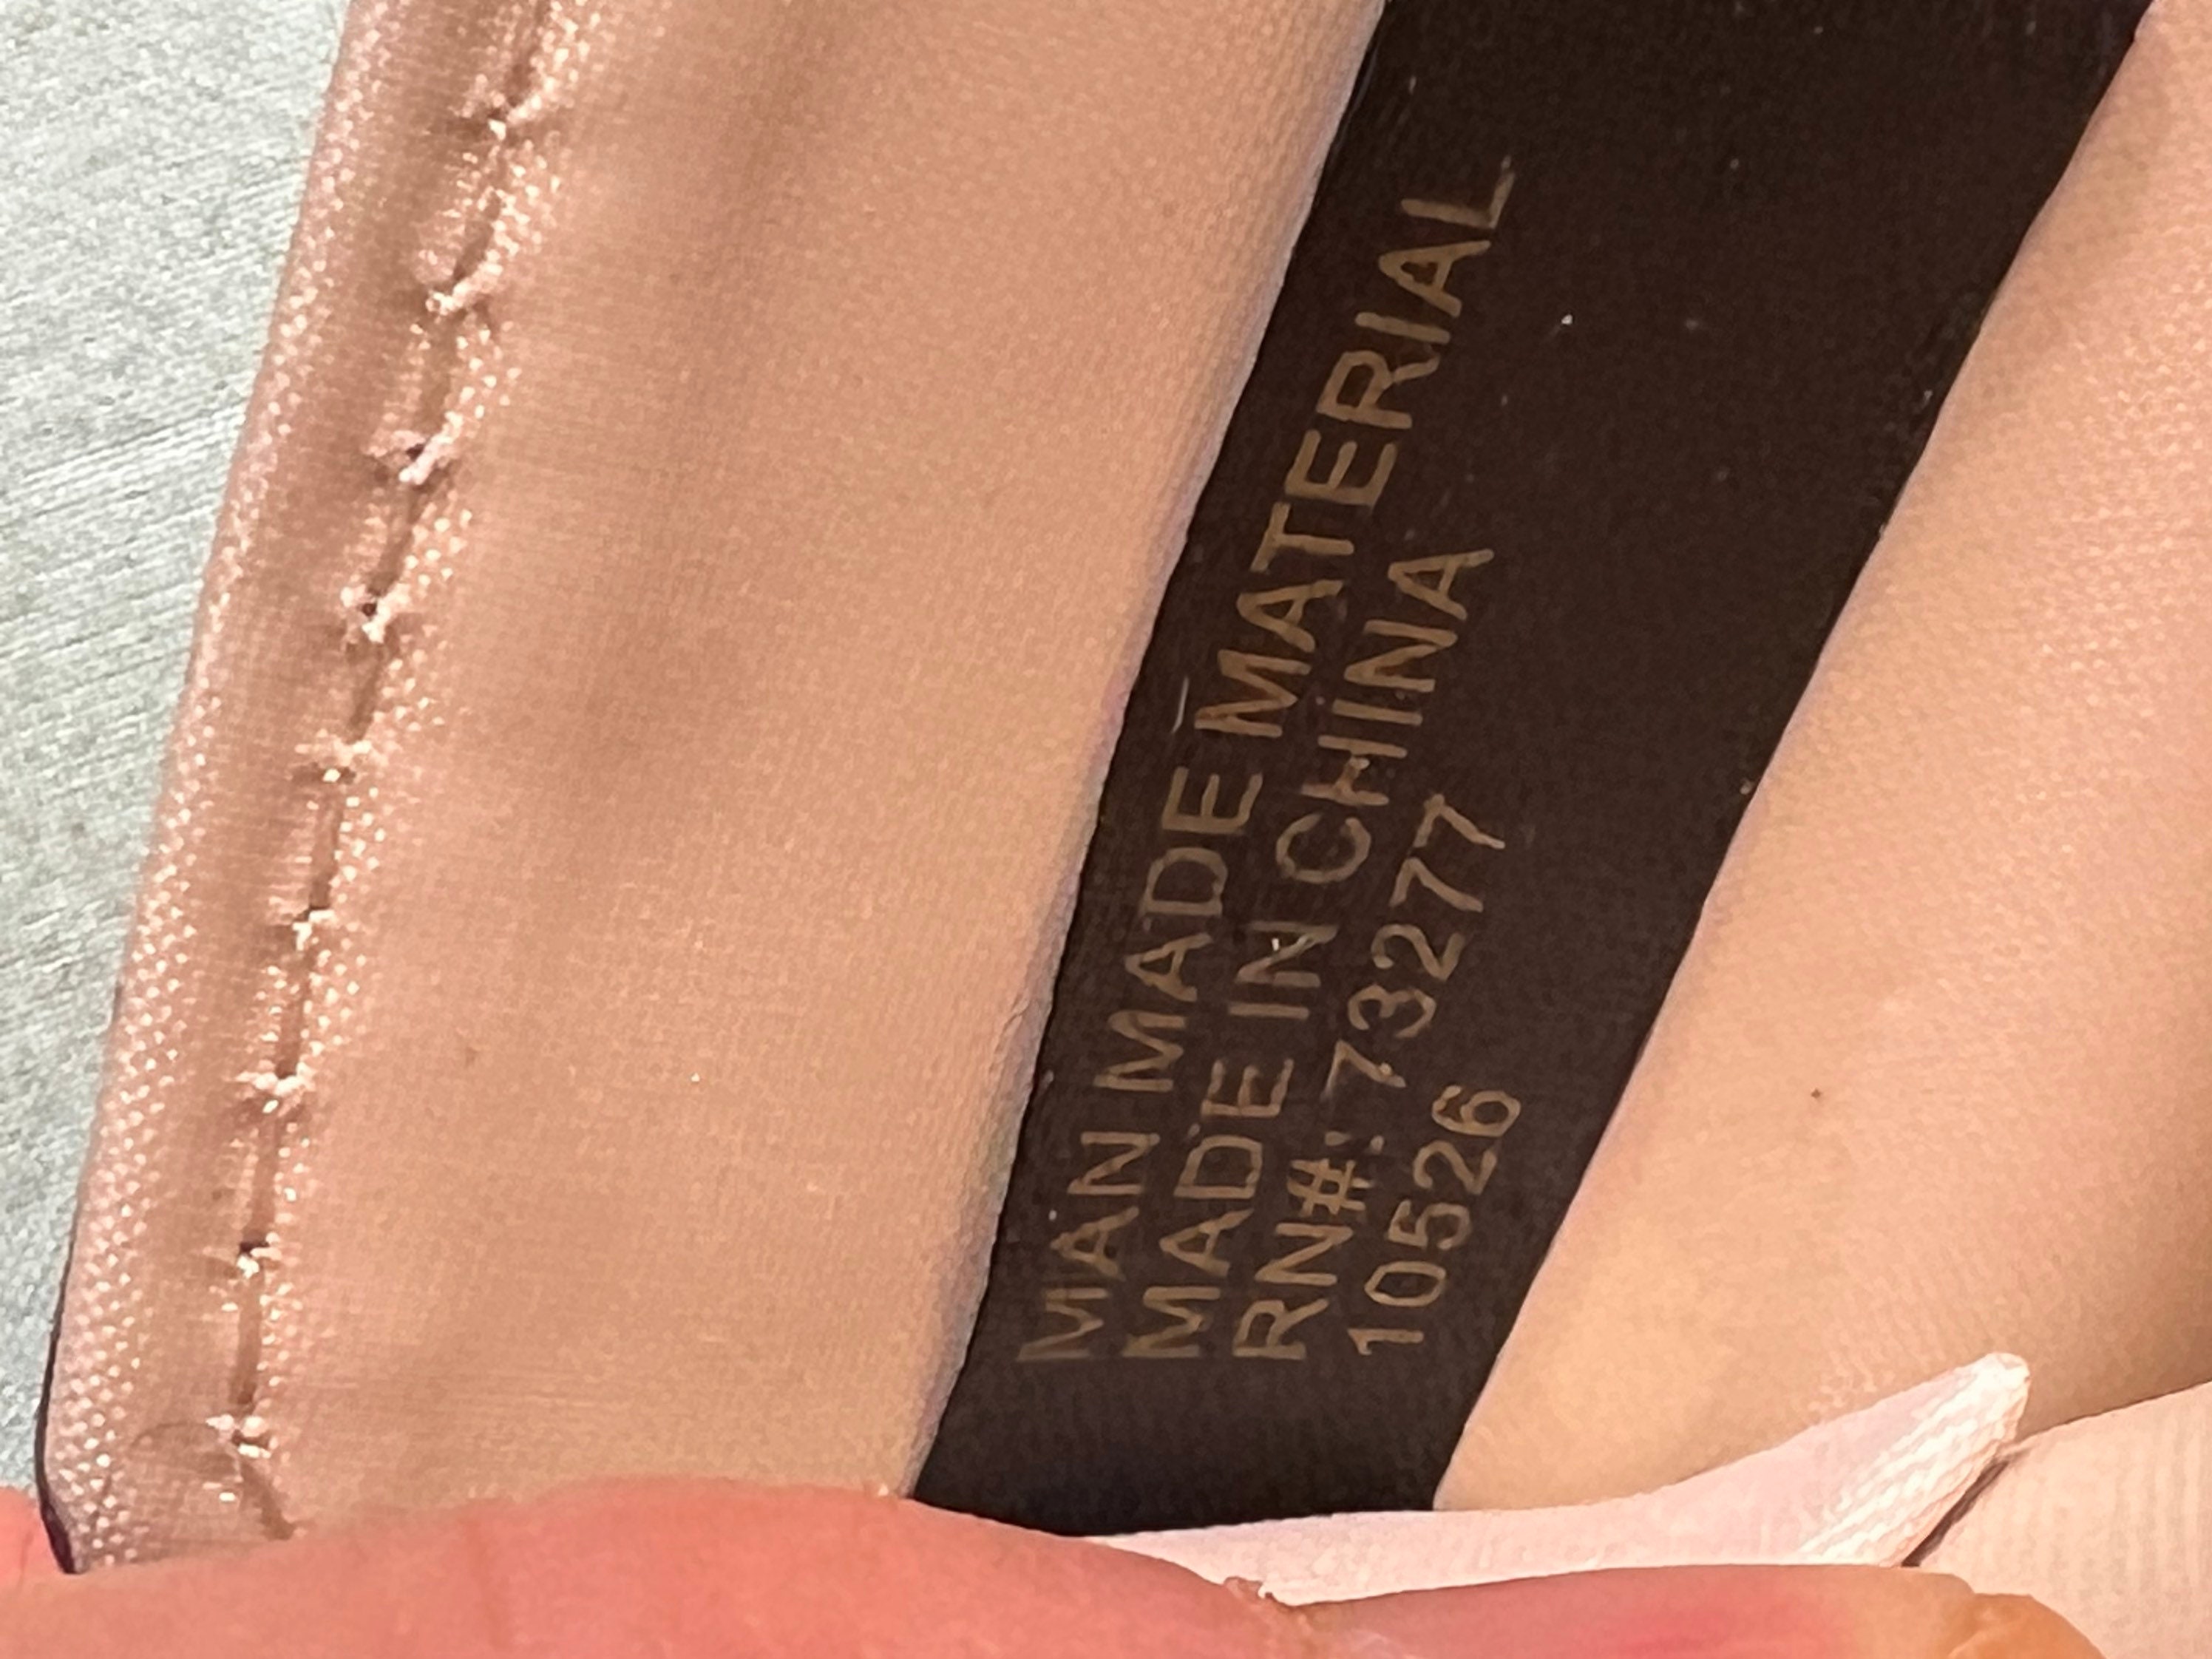 MAN MADE MATERIAL
MADE IN CHINA
RN#: 73277
10526